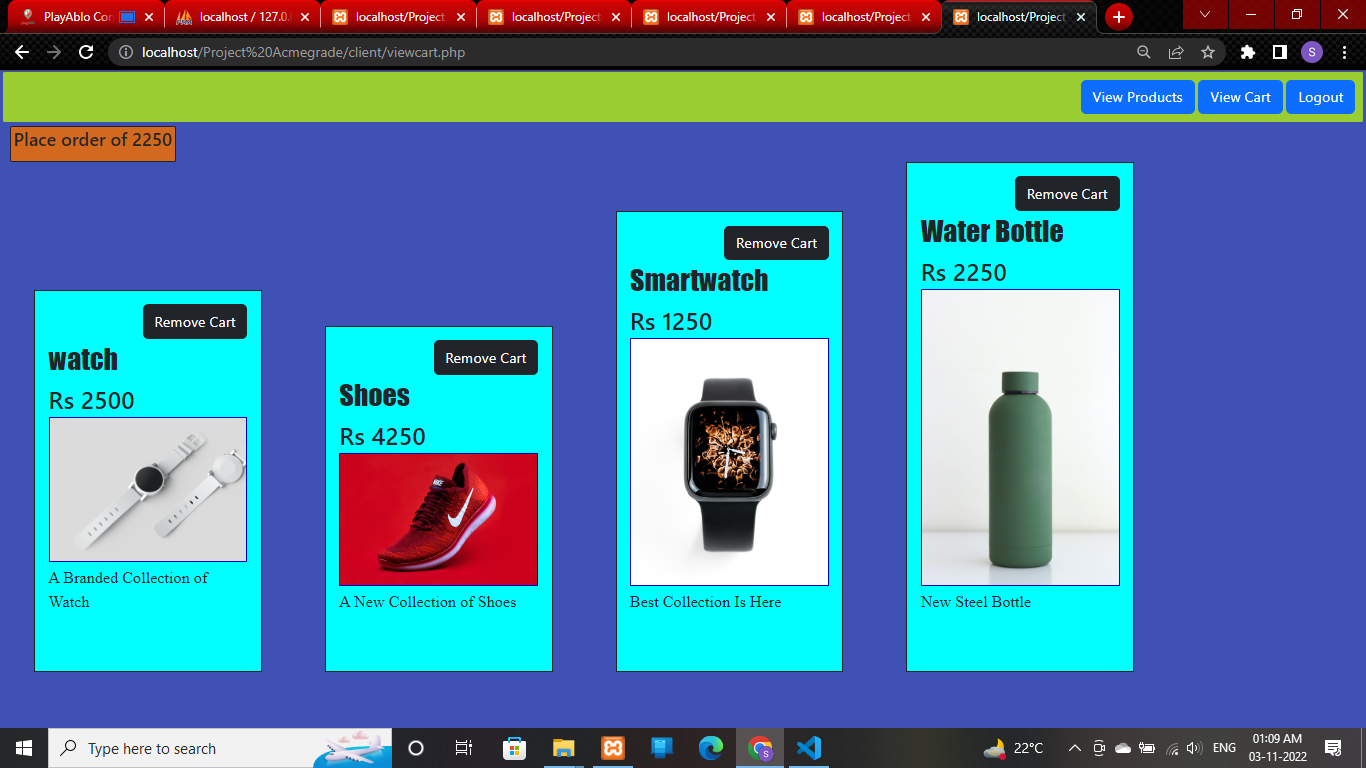 PlayAblo Cor
localhost / 127.0.
localhost/Project
localhost/Project
localhost/Project
localhost/Project
localhost/Project
localhost/Project%20Acmegrade/client/viewcart.php
S
View Products
View Cart
Logout
Place order of 2250
Remove Cart
watch
Rs 2500
A Branded Collection of
Watch
Remove Cart
Shoes
Rs 4250
NIKE
A New Collection of Shoes
Remove Cart
Smartwatch
Rs 1250
Best Collection Is Here
Remove Cart
Water Bottle
Rs 2250
New Steel Bottle
Type here to search
S
22°C
ENG
01:09 AM
03-11-2022